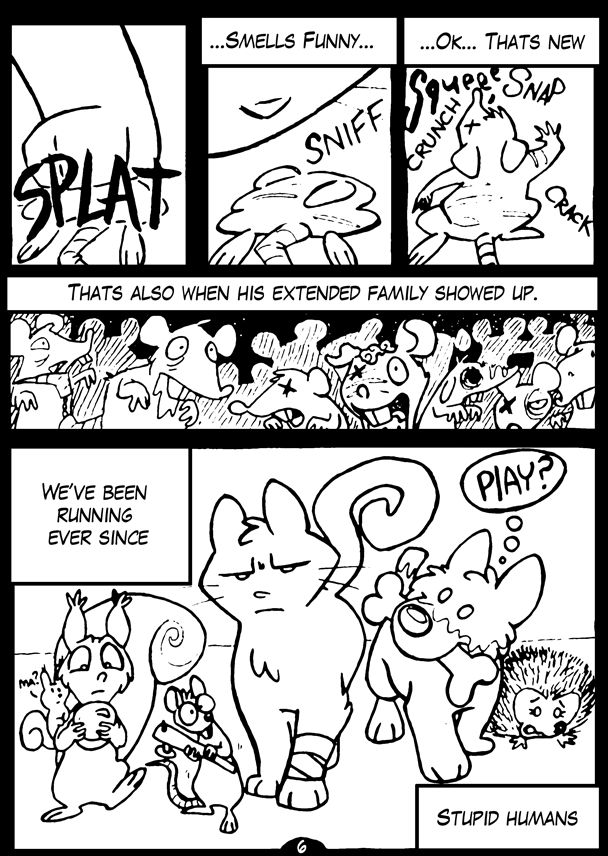 SPLAT
...SMELLS FUNNY...
SNIFF
...OK... THATS NEW
Squeee
SNAP
CRUNCH
CRACK
THATS ALSO WHEN HIS EXTENDED FAMILY SHOWED UP.
WE'VE BEEN
RUNNING
EVER SINCE
PlAY?
MA?
STUPID HUMANS
6